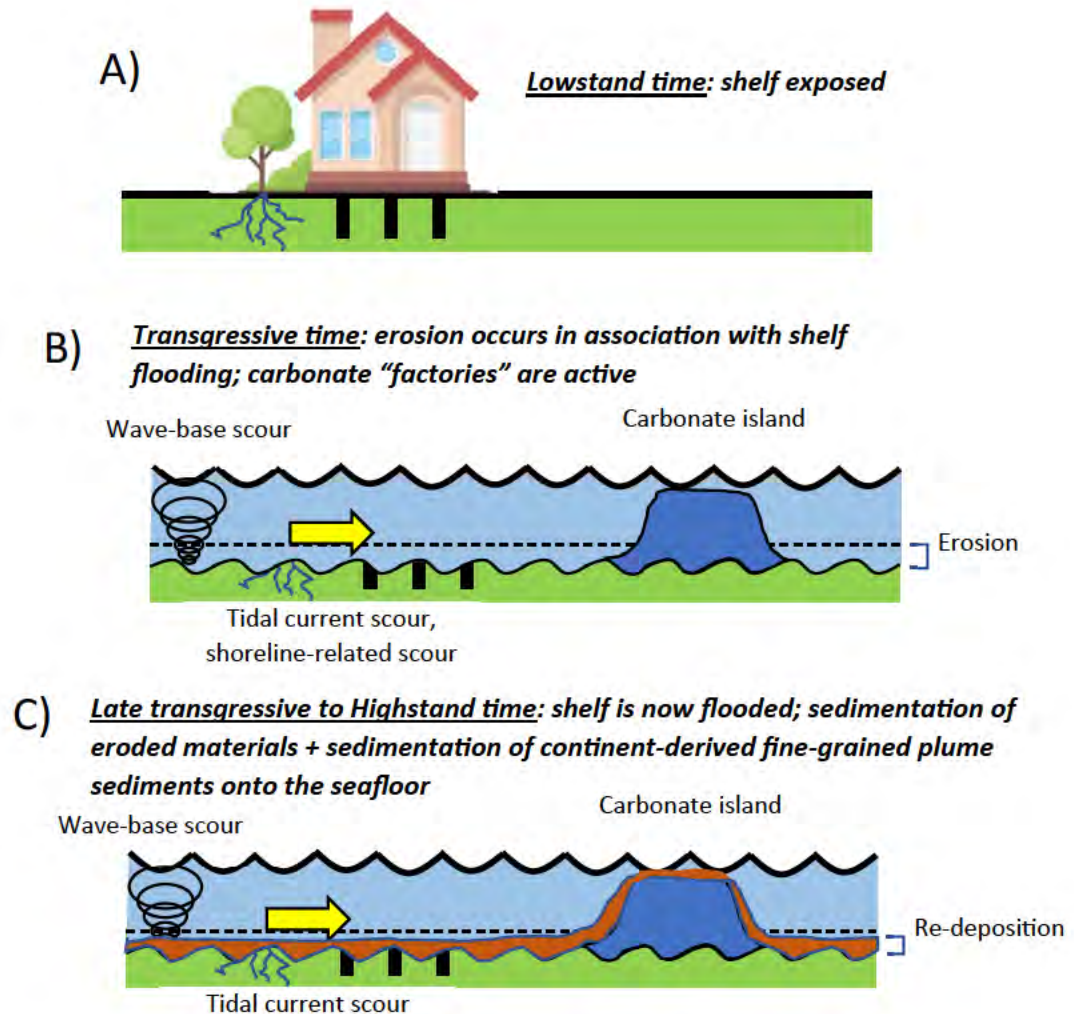 A)
Lowstand time: shelf exposed
B)
Transgressive time: erosion occurs in association with shelf
flooding; carbonate “factories” are active
Wave-base scour
Carbonate island
Erosion
Tidal current scour,
shoreline-related scour
C)
Late transgressive to Highstand time: shelf is now flooded; sedimentation of
eroded materials + sedimentation of continent-derived fine-grained plume
sediments onto the seafloor
Wave-base scour
Carbonate island
Re-deposition
Tidal current scour